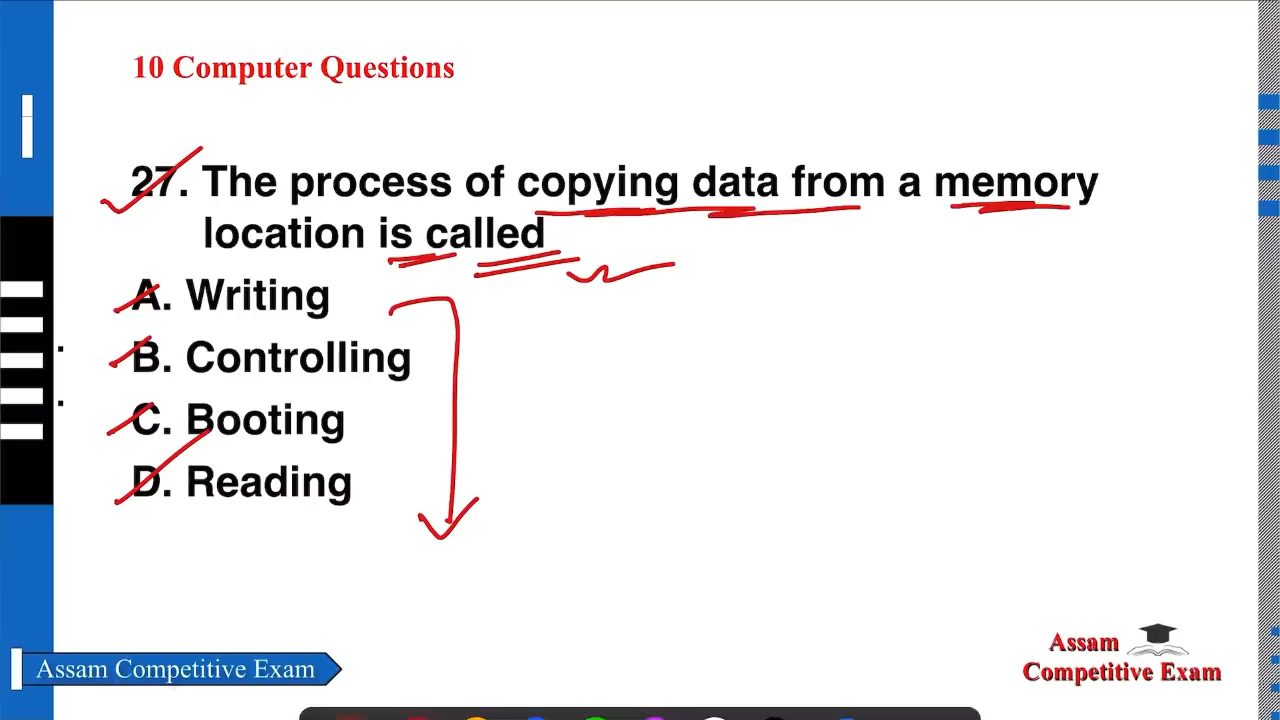 10 Computer Questions
27. The process of copying data from a memory
location is called
A. Writing
B. Controlling
C. Booting
D. Reading
Assam Competitive Exam
Assam
Competitive Exam